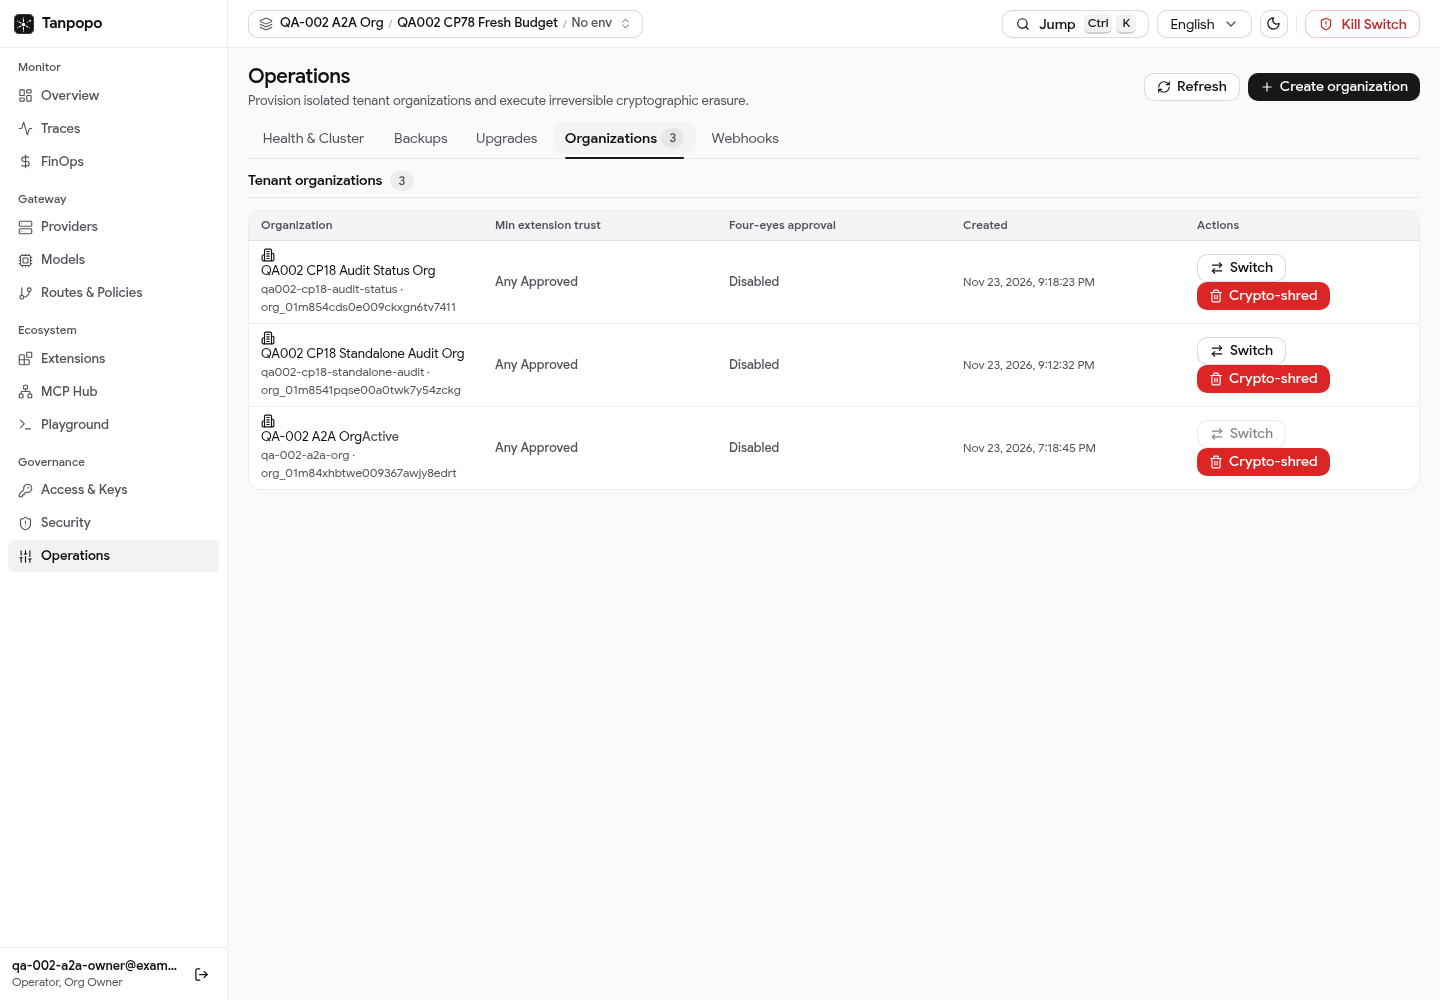 Tanpopo
QA-002 A2A Org / QA002 CP78 Fresh Budget / No env
Jump Ctrl K
English
Kill Switch
Monitor
Overview
Traces
FinOps
Gateway
Providers
Models
Routes & Policies
Ecosystem
Extensions
MCP Hub
Playground
Governance
Access & Keys
Security
Operations
qa-002-a2a-owner@exam...
Operator, Org Owner
Operations
Provision isolated tenant organizations and execute irreversible cryptographic erasure.
Refresh
Create organization
Health & Cluster Backups Upgrades Organizations 3 Webhooks
Tenant organizations 3
Organization Min extension trust Four-eyes approval Created Actions
QA002 CP18 Audit Status Org
qa002-cp18-audit-status ·
org_01m854cds0e009ckxgn6tv7411
Any Approved
Disabled
Nov 23, 2026, 9:18:23 PM
Switch
Crypto-shred
QA002 CP18 Standalone Audit Org
qa002-cp18-standalone-audit ·
org_01m8541pqse00a0twk7y54zckg
Any Approved
Disabled
Nov 23, 2026, 9:12:32 PM
Switch
Crypto-shred
QA-002 A2A OrgActive
qa-002-a2a-org ·
org_01m84xhbtwe009367awjy8edrt
Any Approved
Disabled
Nov 23, 2026, 7:18:45 PM
Switch
Crypto-shred